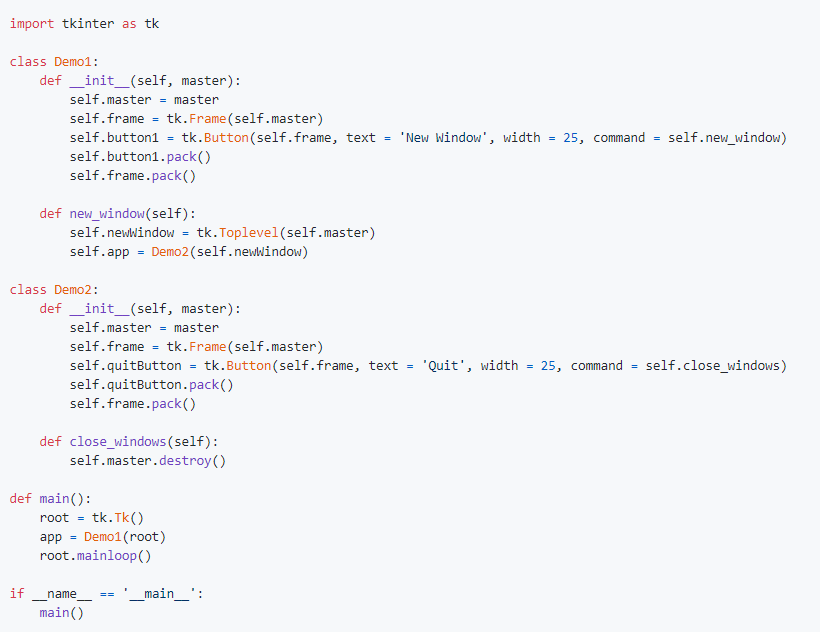 import tkinter as tk

class Demo1:
    def __init__(self, master):
        self.master = master
        self.frame = tk.Frame(self.master)
        self.button1 = tk.Button(self.frame, text = 'New Window', width = 25, command = self.new_window)
        self.button1.pack()
        self.frame.pack()

    def new_window(self):
        self.newWindow = tk.Toplevel(self.master)
        self.app = Demo2(self.newWindow)

class Demo2:
    def __init__(self, master):
        self.master = master
        self.frame = tk.Frame(self.master)
        self.quitButton = tk.Button(self.frame, text = 'Quit', width = 25, command = self.close_windows)
        self.quitButton.pack()
        self.frame.pack()

    def close_windows(self):
        self.master.destroy()

def main():
    root = tk.Tk()
    app = Demo1(root)
    root.mainloop()

if __name__ == '__main__':
    main()